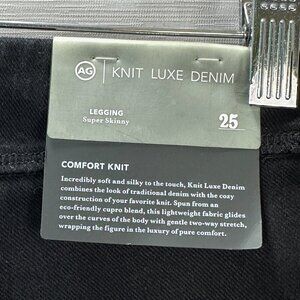 AG KNIT LUXE DENIM
LEGGING
Super Skinny
25
COMFORT KNIT
Incredibly soft and silky to the touch, Knit Luxe Denim
combines the look of traditional denim with the cozy
construction of your favorite knit. Spun from an
eco-friendly cupro blend, this lightweight fabric glides
over the curves of the body with gentle two-way stretch,
wrapping the figure in the luxury of pure comfort.